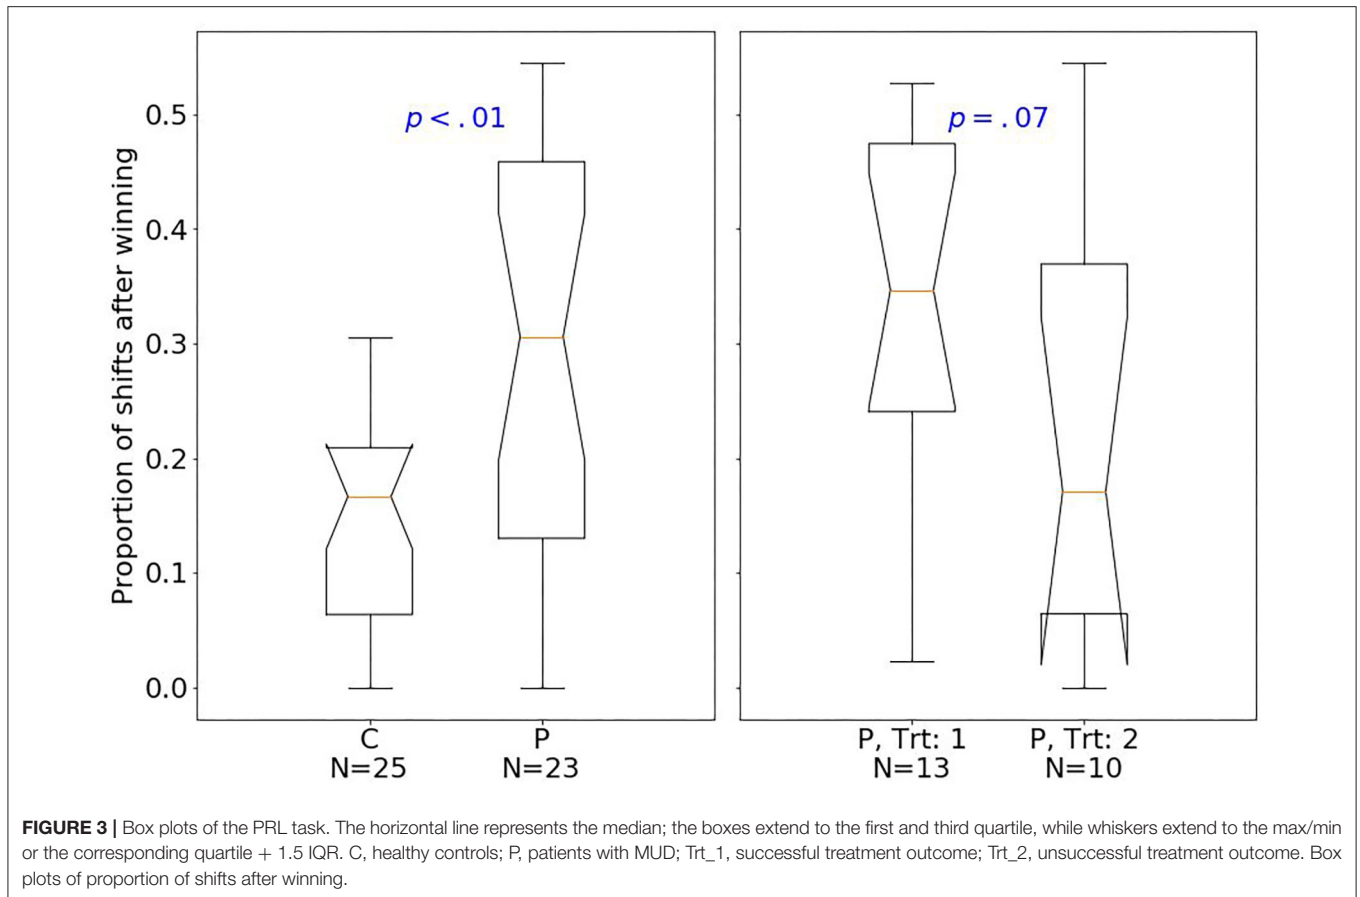 Proportion of shifts after winning
0.5
0.4
0.3
0.2
0.1
0.0
p < .01
p = .07
C
N=25
P
N=23
P, Trt: 1
N=13
P, Trt: 2
N=10
FIGURE 3 | Box plots of the PRL task. The horizontal line represents the median; the boxes extend to the first and third quartile, while whiskers extend to the max/min
or the corresponding quartile + 1.5 IQR. C, healthy controls; P, patients with MUD; Trt_1, successful treatment outcome; Trt_2, unsuccessful treatment outcome. Box
plots of proportion of shifts after winning.